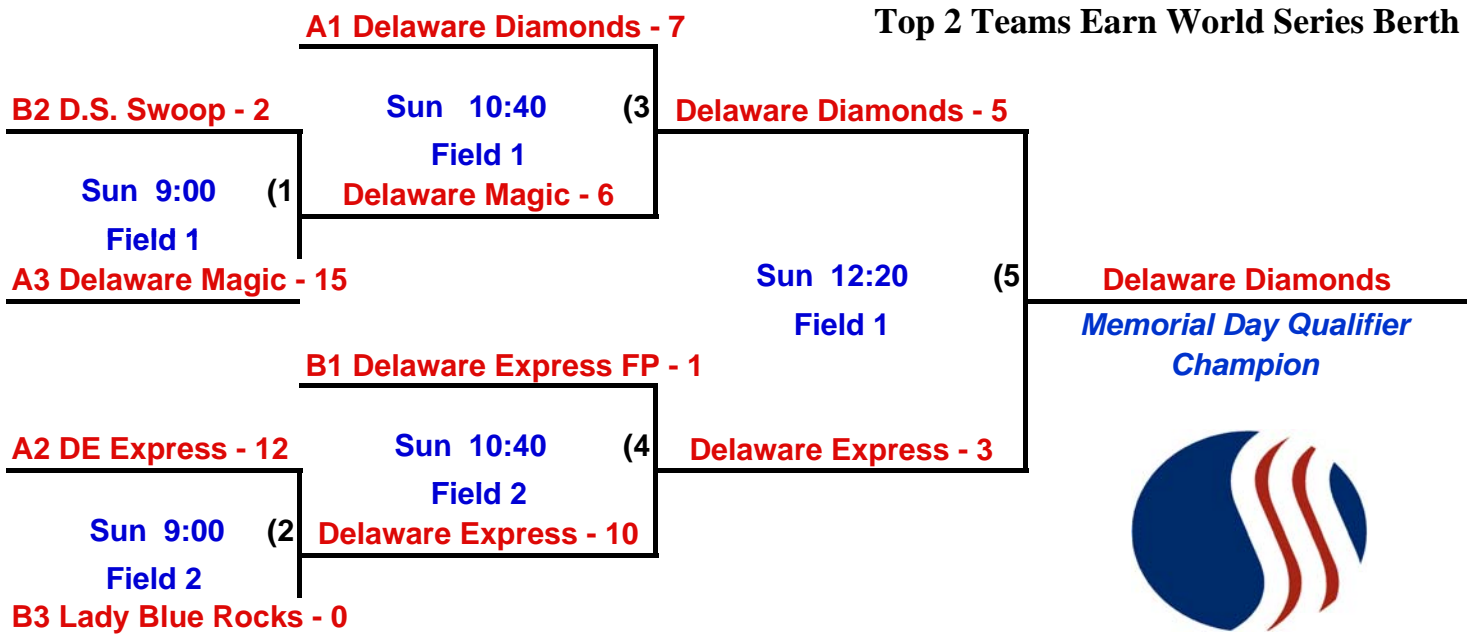 A1 Delaware Diamonds - 7
Top 2 Teams Earn World Series Berth
B2 D.S. Swoop - 2
Sun 10:40 (3
Delaware Diamonds - 5
Field 1
Sun 9:00 (1
Delaware Magic - 6
Field 1
A3 Delaware Magic - 15
Sun 12:20 (5
Delaware Diamonds
Field 1
Memorial Day Qualifier
Champion
B1 Delaware Express FP - 1
A2 DE Express - 12
Sun 10:40 (4
Delaware Express - 3
Field 2
Sun 9:00 (2
Delaware Express - 10
Field 2
B3 Lady Blue Rocks - 0